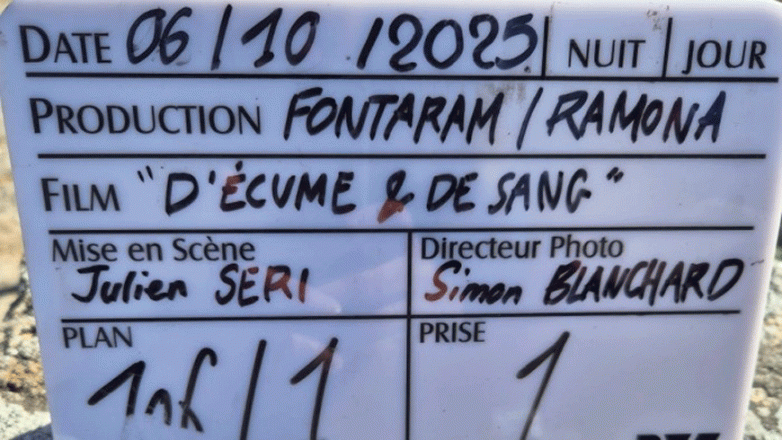 DATE 06/10/2025 NUIT JOUR
PRODUCTION FONTARAM / RAMONA
FILM "D'ÉCUME & DE SANG"
Mise en Scène Directeur Photo
Julien SERI Simon BLANCHARD
PLAN PRISE
1 1